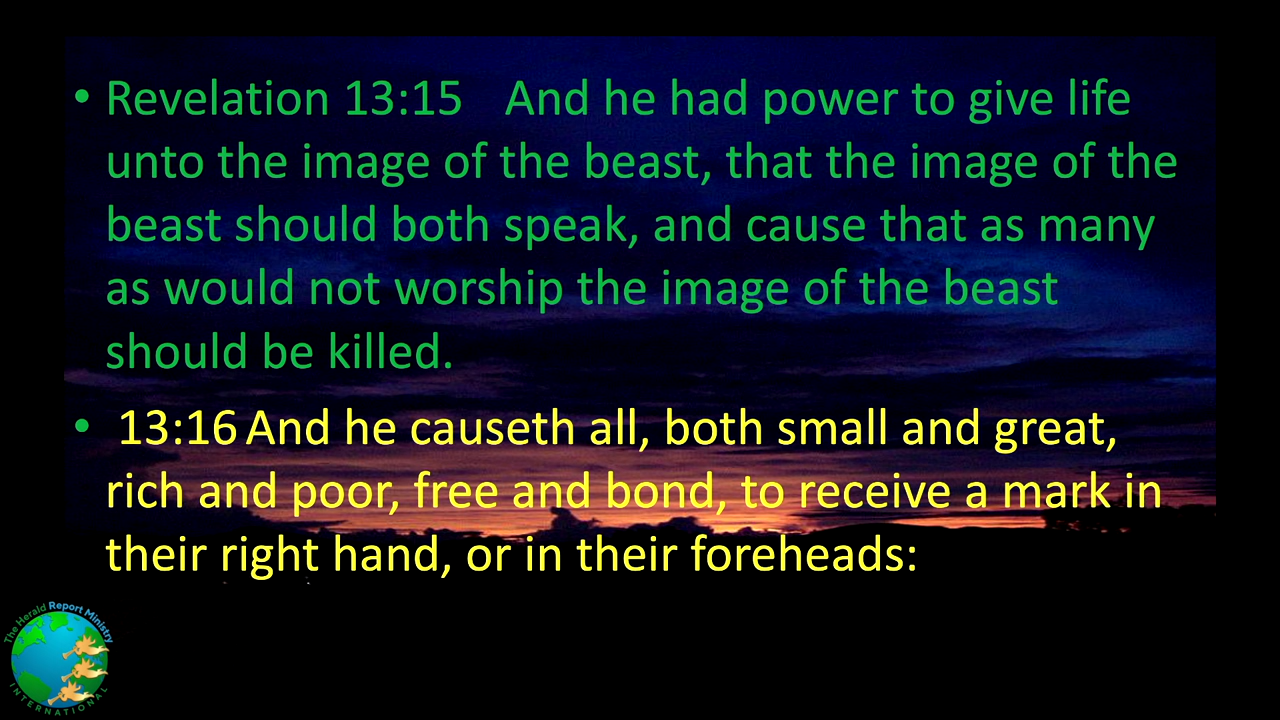 • Revelation 13:15 And he had power to give life
unto the image of the beast, that the image of the
beast should both speak, and cause that as many
as would not worship the image of the beast
should be killed.
• 13:16 And he causeth all, both small and great,
rich and poor, free and bond, to receive a mark in
their right hand, or in their foreheads:
The Herald Report Ministry
INTERNATIONAL